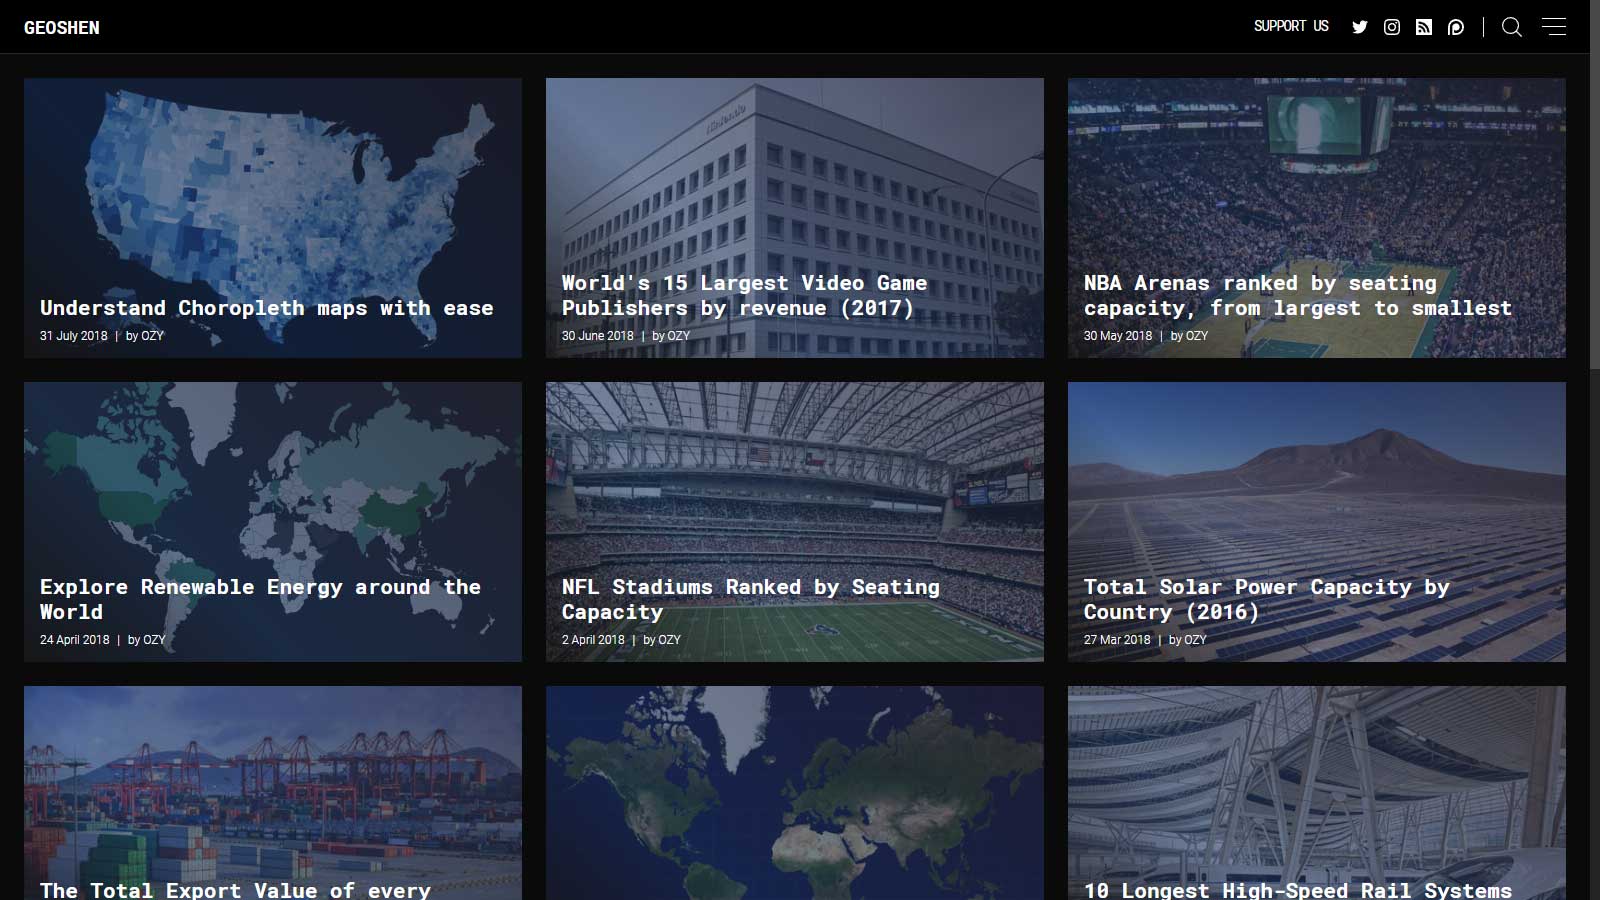 GEOSHEN
SUPPORT US
Understand Choropleth maps with ease
31 July 2018 | by OZY
Nintendo
World's 15 Largest Video Game
Publishers by revenue (2017)
30 June 2018 | by OZY
NBA Arenas ranked by seating
capacity, from largest to smallest
30 May 2018 | by OZY
Explore Renewable Energy around the
World
24 April 2018 | by OZY
NFL Stadiums Ranked by Seating
Capacity
2 April 2018 | by OZY
Total Solar Power Capacity by
Country (2016)
27 Mar 2018 | by OZY
The Total Export Value of every
10 Longest High-Speed Rail Systems